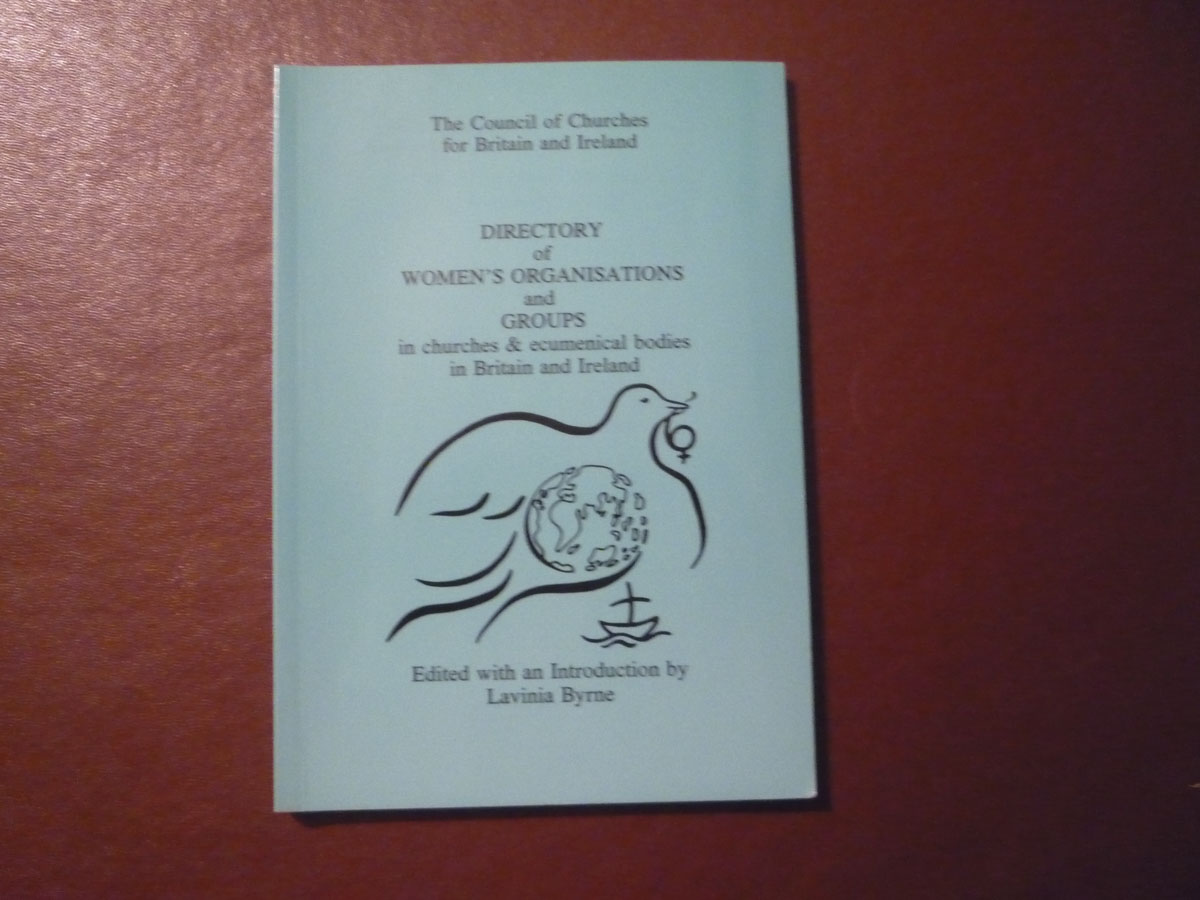 The Council of Churches
for Britain and Ireland
DIRECTORY
of
WOMEN'S ORGANISATIONS
and
GROUPS
in churches & ecumenical bodies
in Britain and Ireland
Edited with an Introduction by
Lavinia Byrne